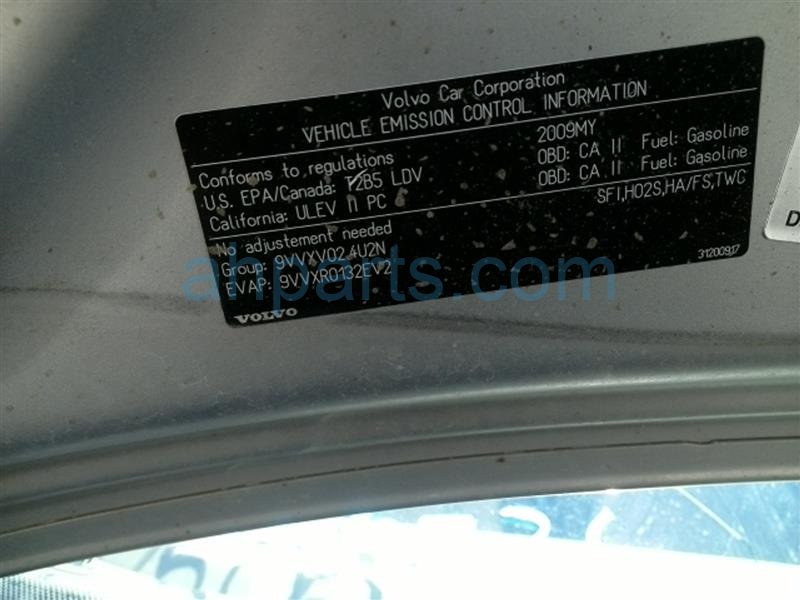 Volvo Car Corporation
VEHICLE EMISSION CONTROL INFORMATION
Conforms to regulations 2009MY
U.S. EPA/Canada: T2B5 LDV OBD: CA II Fuel: Gasoline
California: ULEV II PC OBD: CA II Fuel: Gasoline
No adjustement needed SFI,HO2S,HA/FS,TWC
Group: 9VVXV02.4U2N
EVAP: 9VVXR0132EV2
31200917
VOLVO
ahparts.com
D